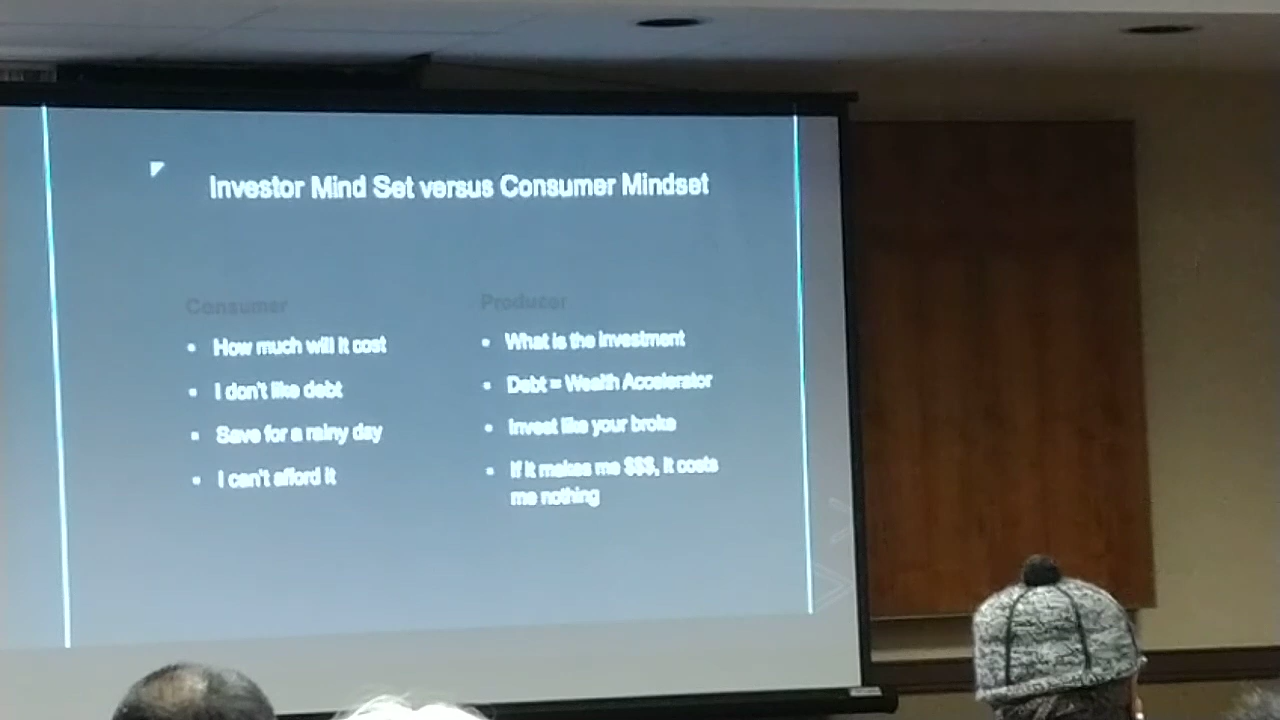 Investor Mind Set versus Consumer Mindset
Consumer
• How much will it cost
• I don't like debt
• Save for a rainy day
• I can't afford it
Producer
• What is the investment
• Debt = Wealth Accelerator
• Invest like your broke
• If it makes me $$$, it costs
me nothing